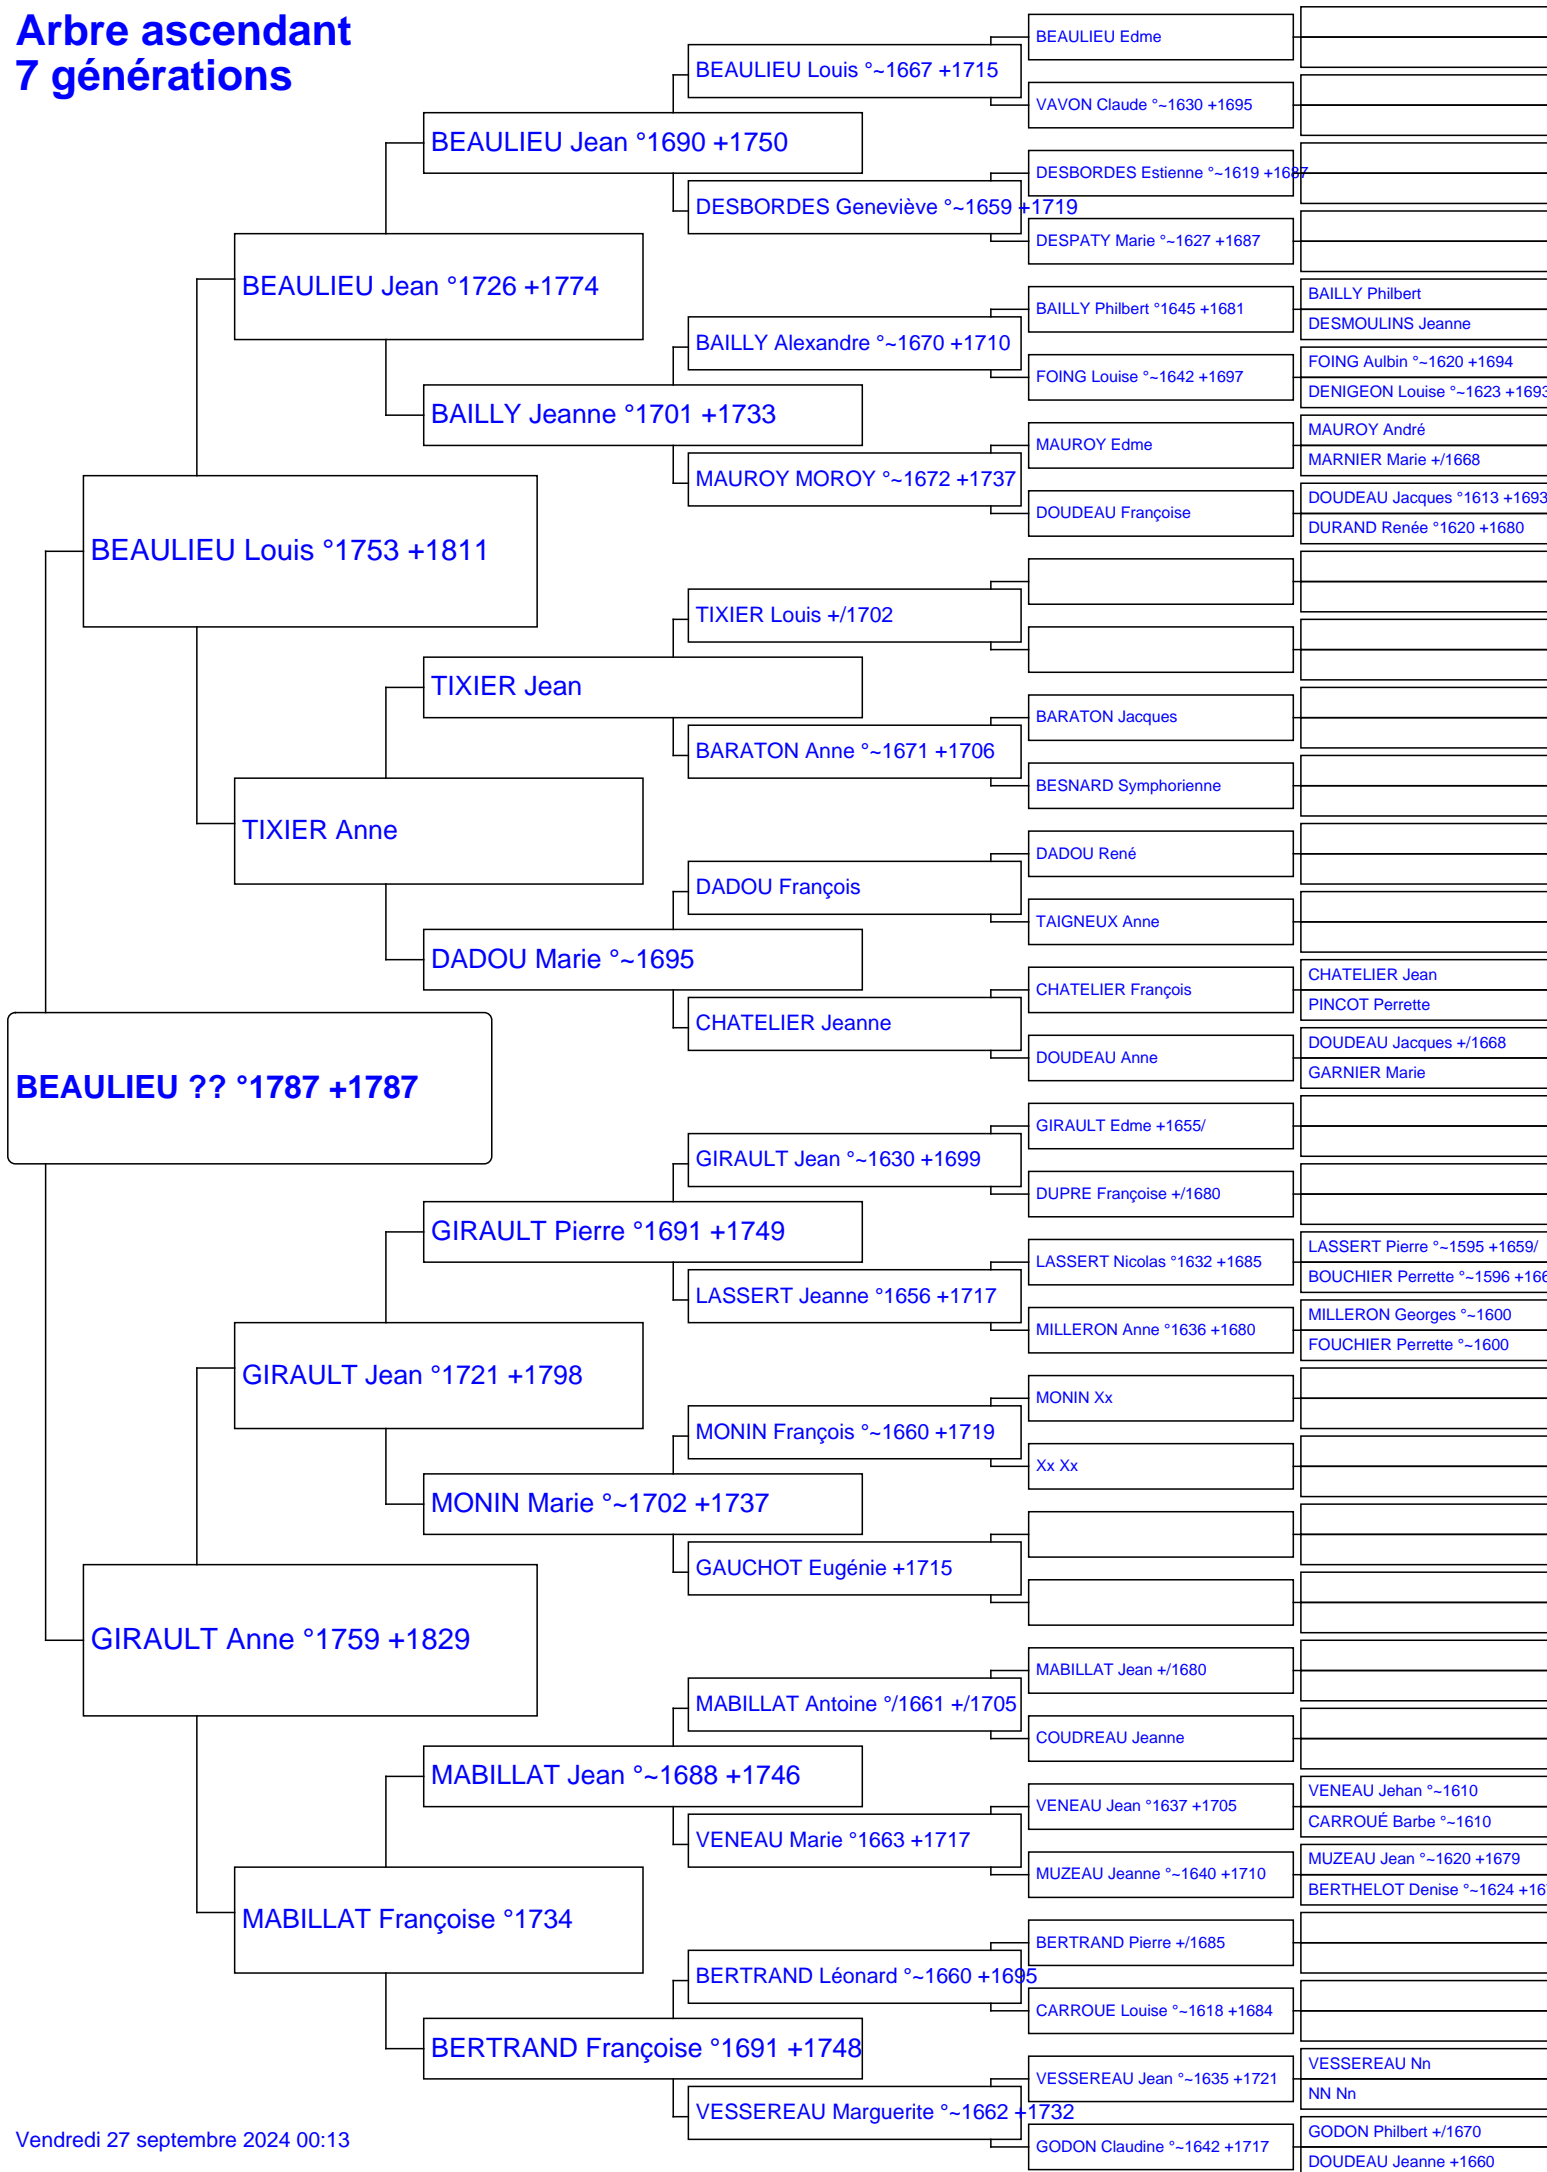 Arbre ascendant
7 générations
BEAULIEU ?? °1787 +1787
BEAULIEU Louis °1753 +1811
GIRAULT Anne °1759 +1829
BEAULIEU Jean °1726 +1774
TIXIER Anne
GIRAULT Jean °1721 +1798
MABILLAT Françoise °1734
BEAULIEU Jean °1690 +1750
BAILLY Jeanne °1701 +1733
TIXIER Jean
DADOU Marie °~1695
GIRAULT Pierre °1691 +1749
MONIN Marie °~1702 +1737
MABILLAT Jean °~1688 +1746
BERTRAND Françoise °1691 +1748
BEAULIEU Louis °~1667 +1715
DESBORDES Geneviève °~1659 +1719
BAILLY Alexandre °~1670 +1710
MAUROY MOROY °~1672 +1737
TIXIER Louis +/1702
BARATON Anne °~1671 +1706
DADOU François
CHATELIER Jeanne
GIRAULT Jean °~1630 +1699
LASSERT Jeanne °1656 +1717
MONIN François °~1660 +1719
GAUCHOT Eugénie +1715
MABILLAT Antoine °/1661 +/1705
VENEAU Marie °1663 +1717
BERTRAND Léonard °~1660 +1695
VESSEREAU Marguerite °~1662 +1732
BEAULIEU Edme
VAVON Claude °~1630 +1695
DESBORDES Estienne °~1619 +1687
DESPATY Marie °~1627 +1687
BAILLY Philbert °1645 +1681
FOING Louise °~1642 +1697
MAUROY Edme
DOUDEAU Françoise
BARATON Jacques
BESNARD Symphorienne
DADOU René
TAIGNEUX Anne
CHATELIER François
DOUDEAU Anne
GIRAULT Edme +1655/
DUPRE Françoise +/1680
LASSERT Nicolas °1632 +1685
MILLERON Anne °1636 +1680
MONIN Xx
Xx Xx
MABILLAT Jean +/1680
COUDREAU Jeanne
VENEAU Jean °1637 +1705
MUZEAU Jeanne °~1640 +1710
BERTRAND Pierre +/1685
CARROUE Louise °~1618 +1684
VESSEREAU Jean °~1635 +1721
GODON Claudine °~1642 +1717
BAILLY Philbert
DESMOULINS Jeanne
FOING Aulbin °~1620 +1694
DENIGEON Louise °~1623 +1693
MAUROY André
MARNIER Marie +/1668
DOUDEAU Jacques °1613 +1693
DURAND Renée °1620 +1680
CHATELIER Jean
PINCOT Perrette
DOUDEAU Jacques +/1668
GARNIER Marie
LASSERT Pierre °~1595 +1659/
BOUCHIER Perrette °~1596
MILLERON Georges °~1600
FOUCHIER Perrette °~1600
VENEAU Jehan °~1610
CARROUÉ Barbe °~1610
MUZEAU Jean °~1620 +1679
BERTHELOT Denise °~1624
VESSEREAU Nn
NN Nn
GODON Philbert +/1670
DOUDEAU Jeanne +1660
Vendredi 27 septembre 2024 00:13